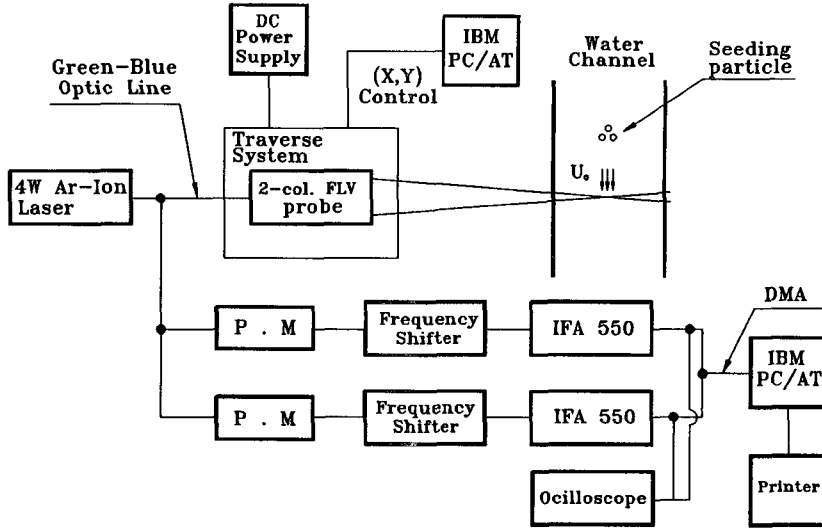 DC
Power
Supply
IBM
PC/AT
Water
Channel
Seeding
particle
Green-Blue
Optic Line
(X,Y)
Control
Traverse
System
4W Ar-Ion
Laser
2-col. FLV
probe
U₀
DMA
P . M
Frequency
Shifter
IFA 550
IBM
PC/AT
P . M
Frequency
Shifter
IFA 550
Ocilloscope
Printer